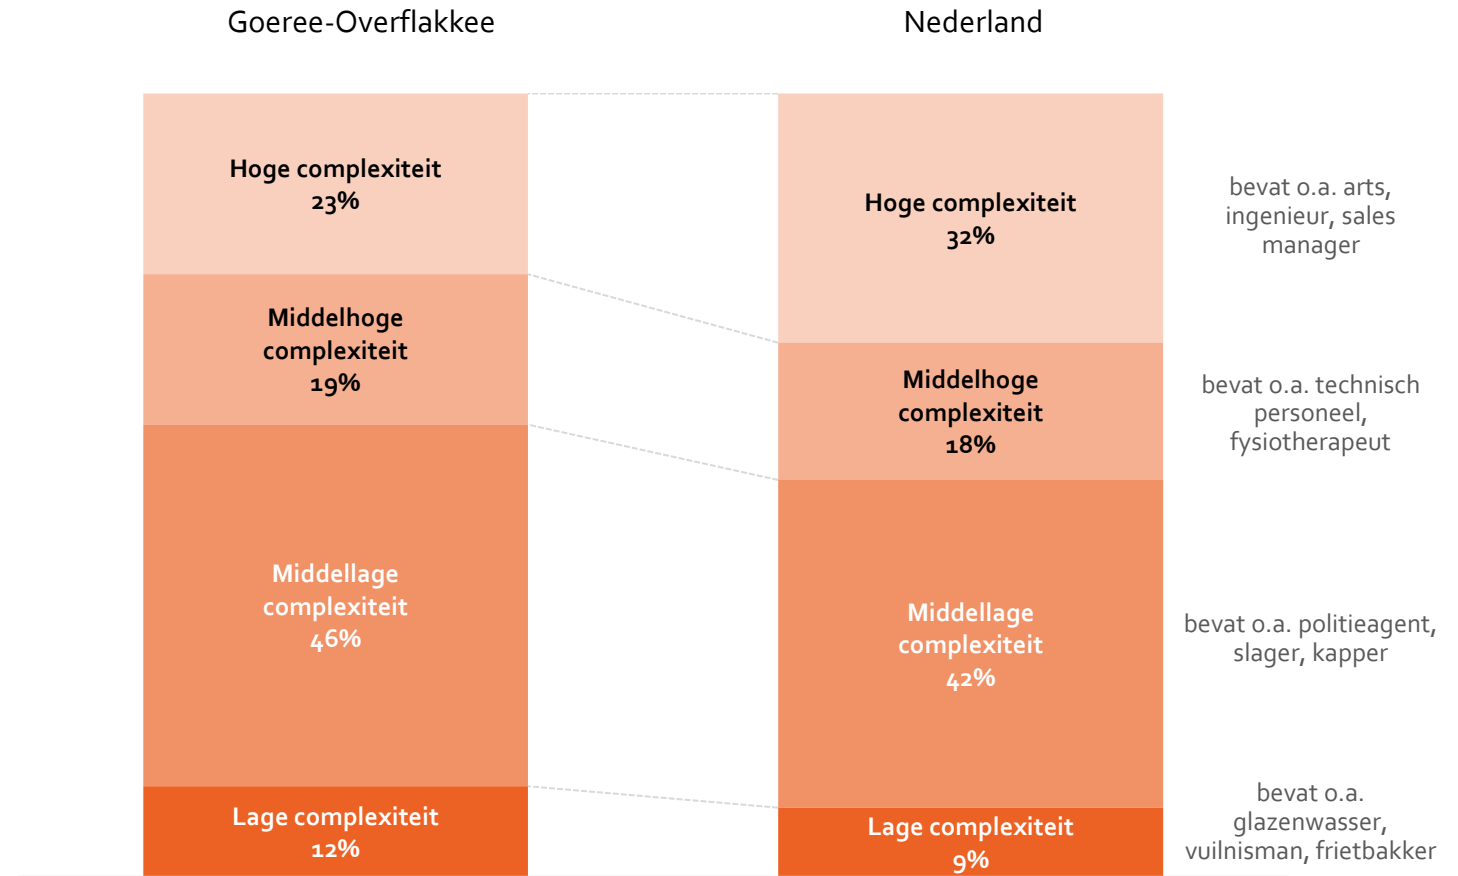 Goeree-Overflakkee
Nederland
Hoge complexiteit
23%
Middelhoge
complexiteit
19%
Middellage
complexiteit
46%
Lage complexiteit
12%
Hoge complexiteit
32%
Middelhoge
complexiteit
18%
Middellage
complexiteit
42%
Lage complexiteit
9%
bevat o.a. arts,
ingenieur, sales
manager
bevat o.a. technisch
personeel,
fysiotherapeut
bevat o.a. politieagent,
slager, kapper
bevat o.a.
glazenwasser,
vuilnisman, frietbakker